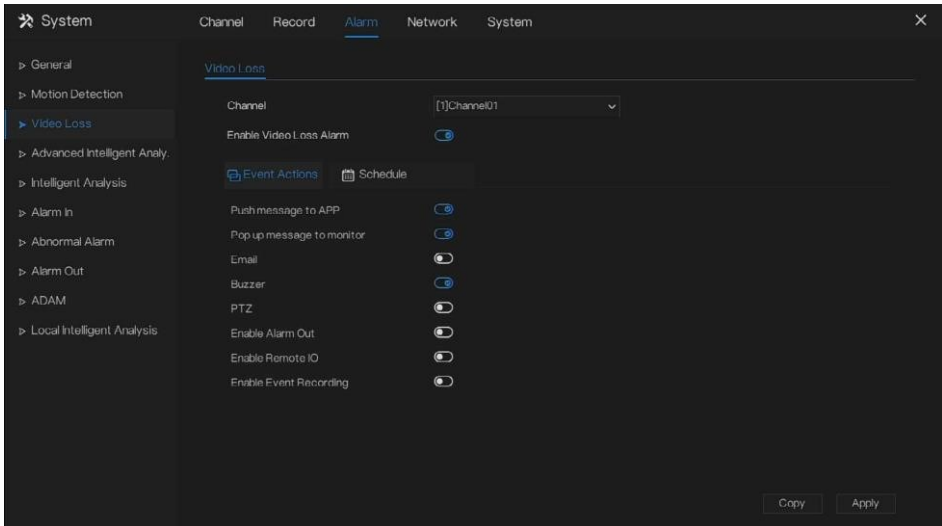 System
Channel Record Alarm Network System
General
Motion Detection
Video Loss
Advanced Intelligent Analy.
Intelligent Analysis
Alarm In
Abnormal Alarm
Alarm Out
ADAM
Local Intelligent Analysis
Video Loss
Channel [1]Channel01
Enable Video Loss Alarm
Event Actions Schedule
Push message to APP
Pop up message to monitor
Email
Buzzer
PTZ
Enable Alarm Out
Enable Remote IO
Enable Event Recording
Copy Apply